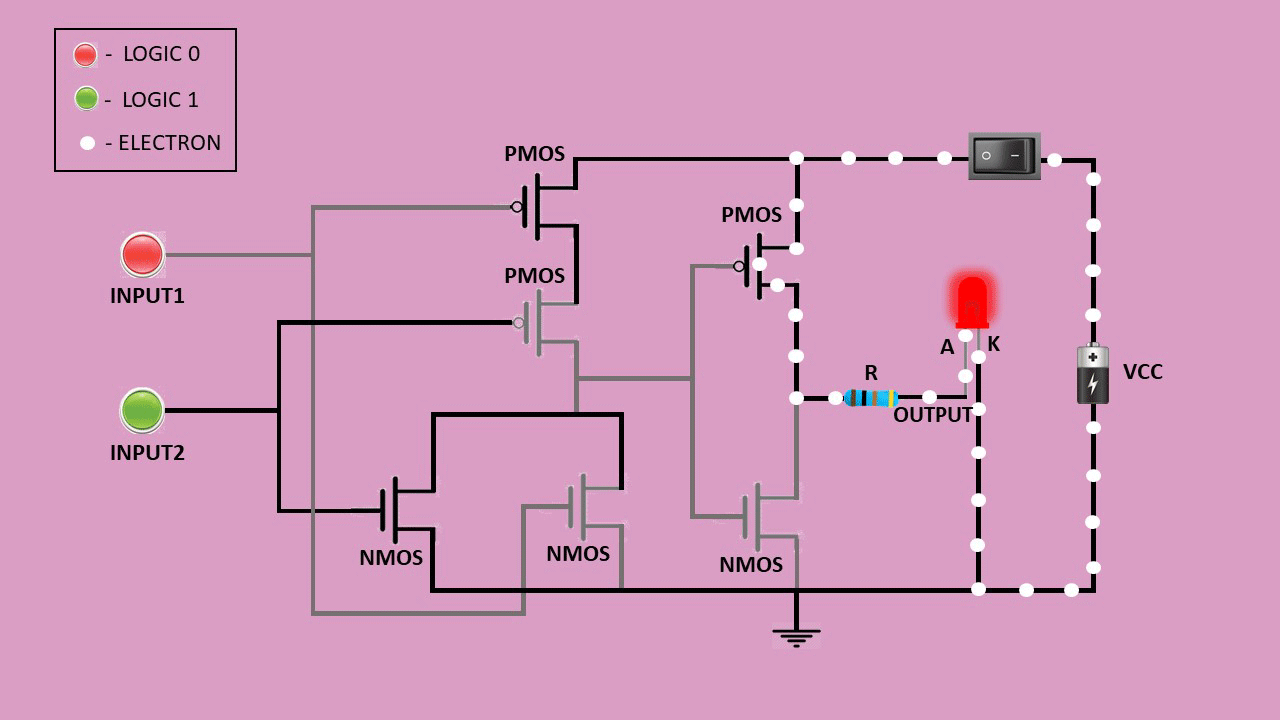 - LOGIC 0
- LOGIC 1
- ELECTRON
PMOS
PMOS
INPUT1
PMOS
INPUT2
A
K
R
VCC
OUTPUT
NMOS
NMOS
NMOS